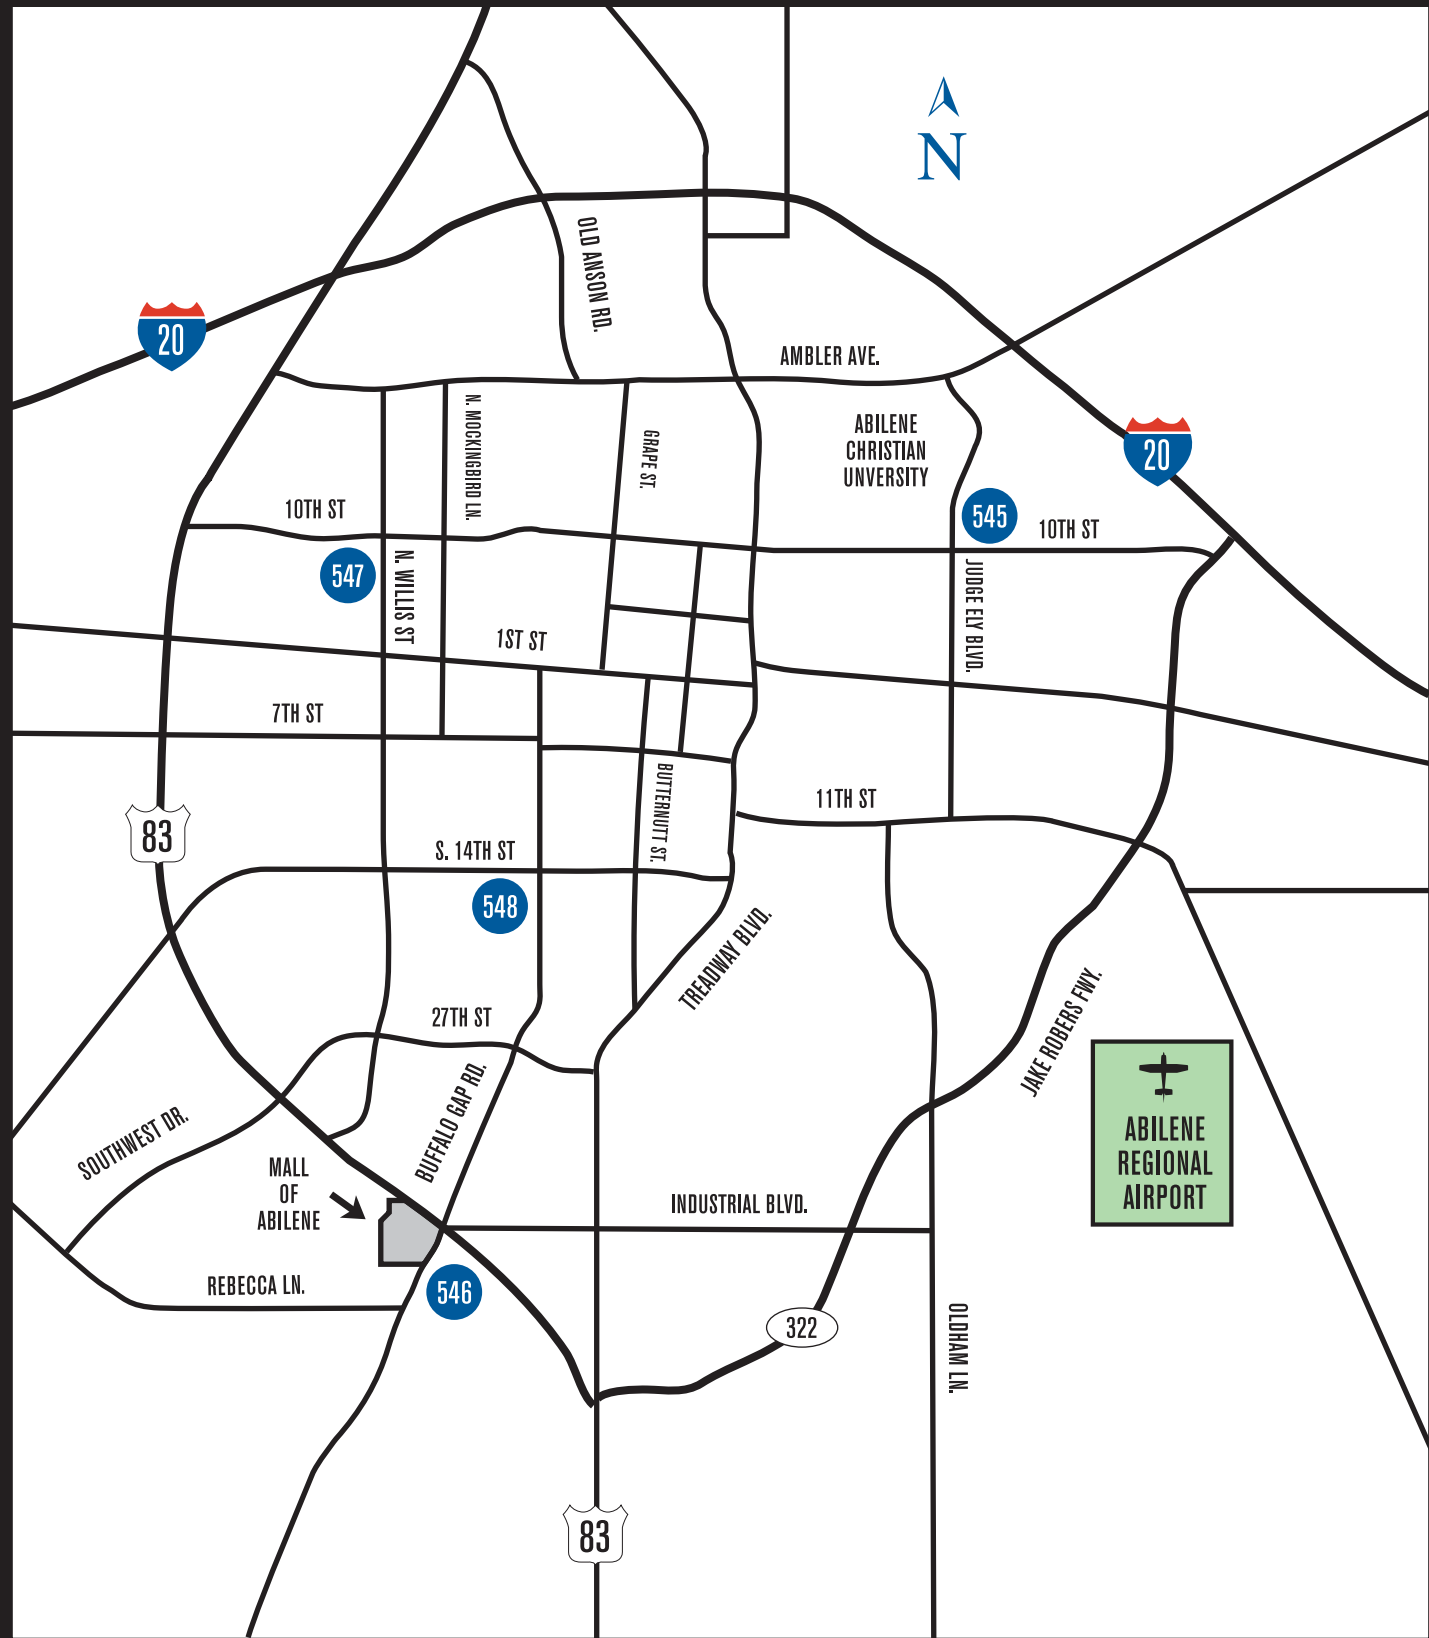 N
OLD ANSON RD.
20
AMBLER AVE.
N. MOCKINGBIRD LN.
GRAPE ST.
ABILENE
CHRISTIAN
UNVERSITY
20
10TH ST
545
10TH ST
547
N. WILLIS ST
JUDGE ELY BLVD.
1ST ST
7TH ST
BUTTERNUTT ST.
11TH ST
83
S. 14TH ST
548
TREADWAY BLVD.
27TH ST
JAKE ROBERS FWY.
BUFFALO GAP RD.
SOUTHWEST DR.
ABILENE
REGIONAL
AIRPORT
MALL
OF
ABILENE
INDUSTRIAL BLVD.
REBECCA LN.
546
322
OLDHAM LN.
83